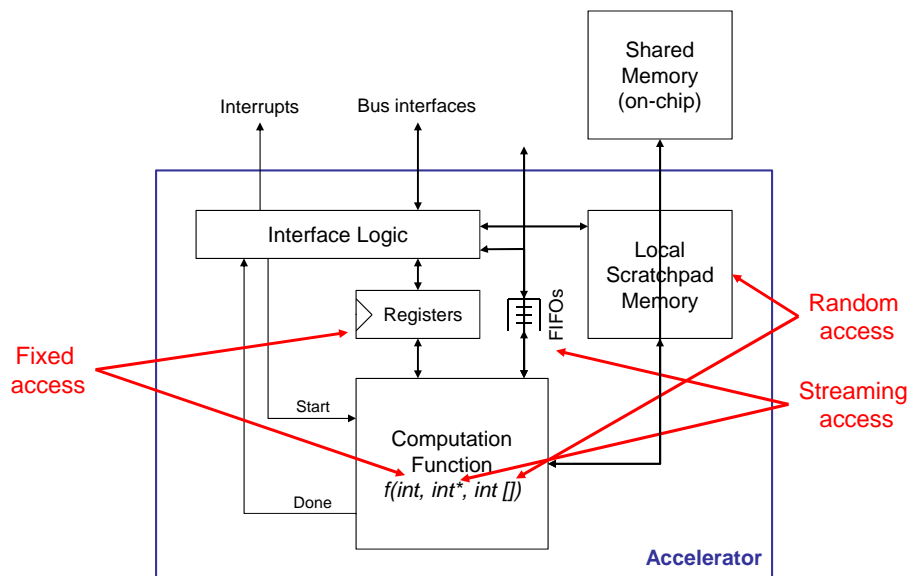 Shared
Memory
(on-chip)
Interrupts
Bus interfaces
Interface Logic
Local
Scratchpad
Memory
Registers
FIFOs
Random
access
Fixed
access
Streaming
access
Start
Computation
Function
f(int, int*, int [])
Done
Accelerator